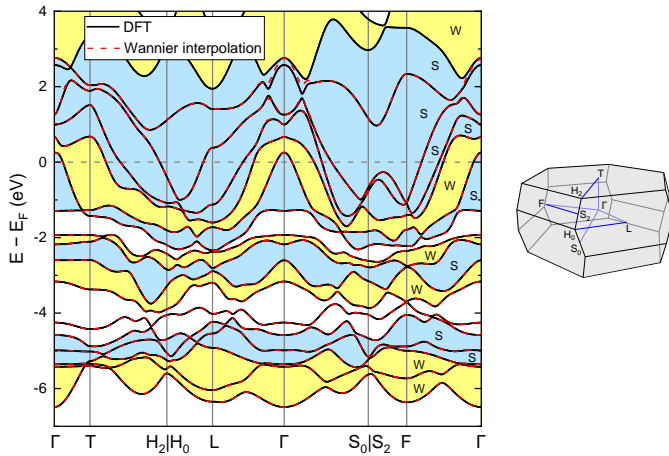 DFT
Wannier interpolation
E − E_F (eV)
4
2
0
-2
-4
-6
W
S
S
S
W
S
W
S
W
S
S
W
W
Γ T H₂|H₀ L Γ S₀|S₂ F Γ
T
H₂
F
Γ
S₂
H₀
L
S₀